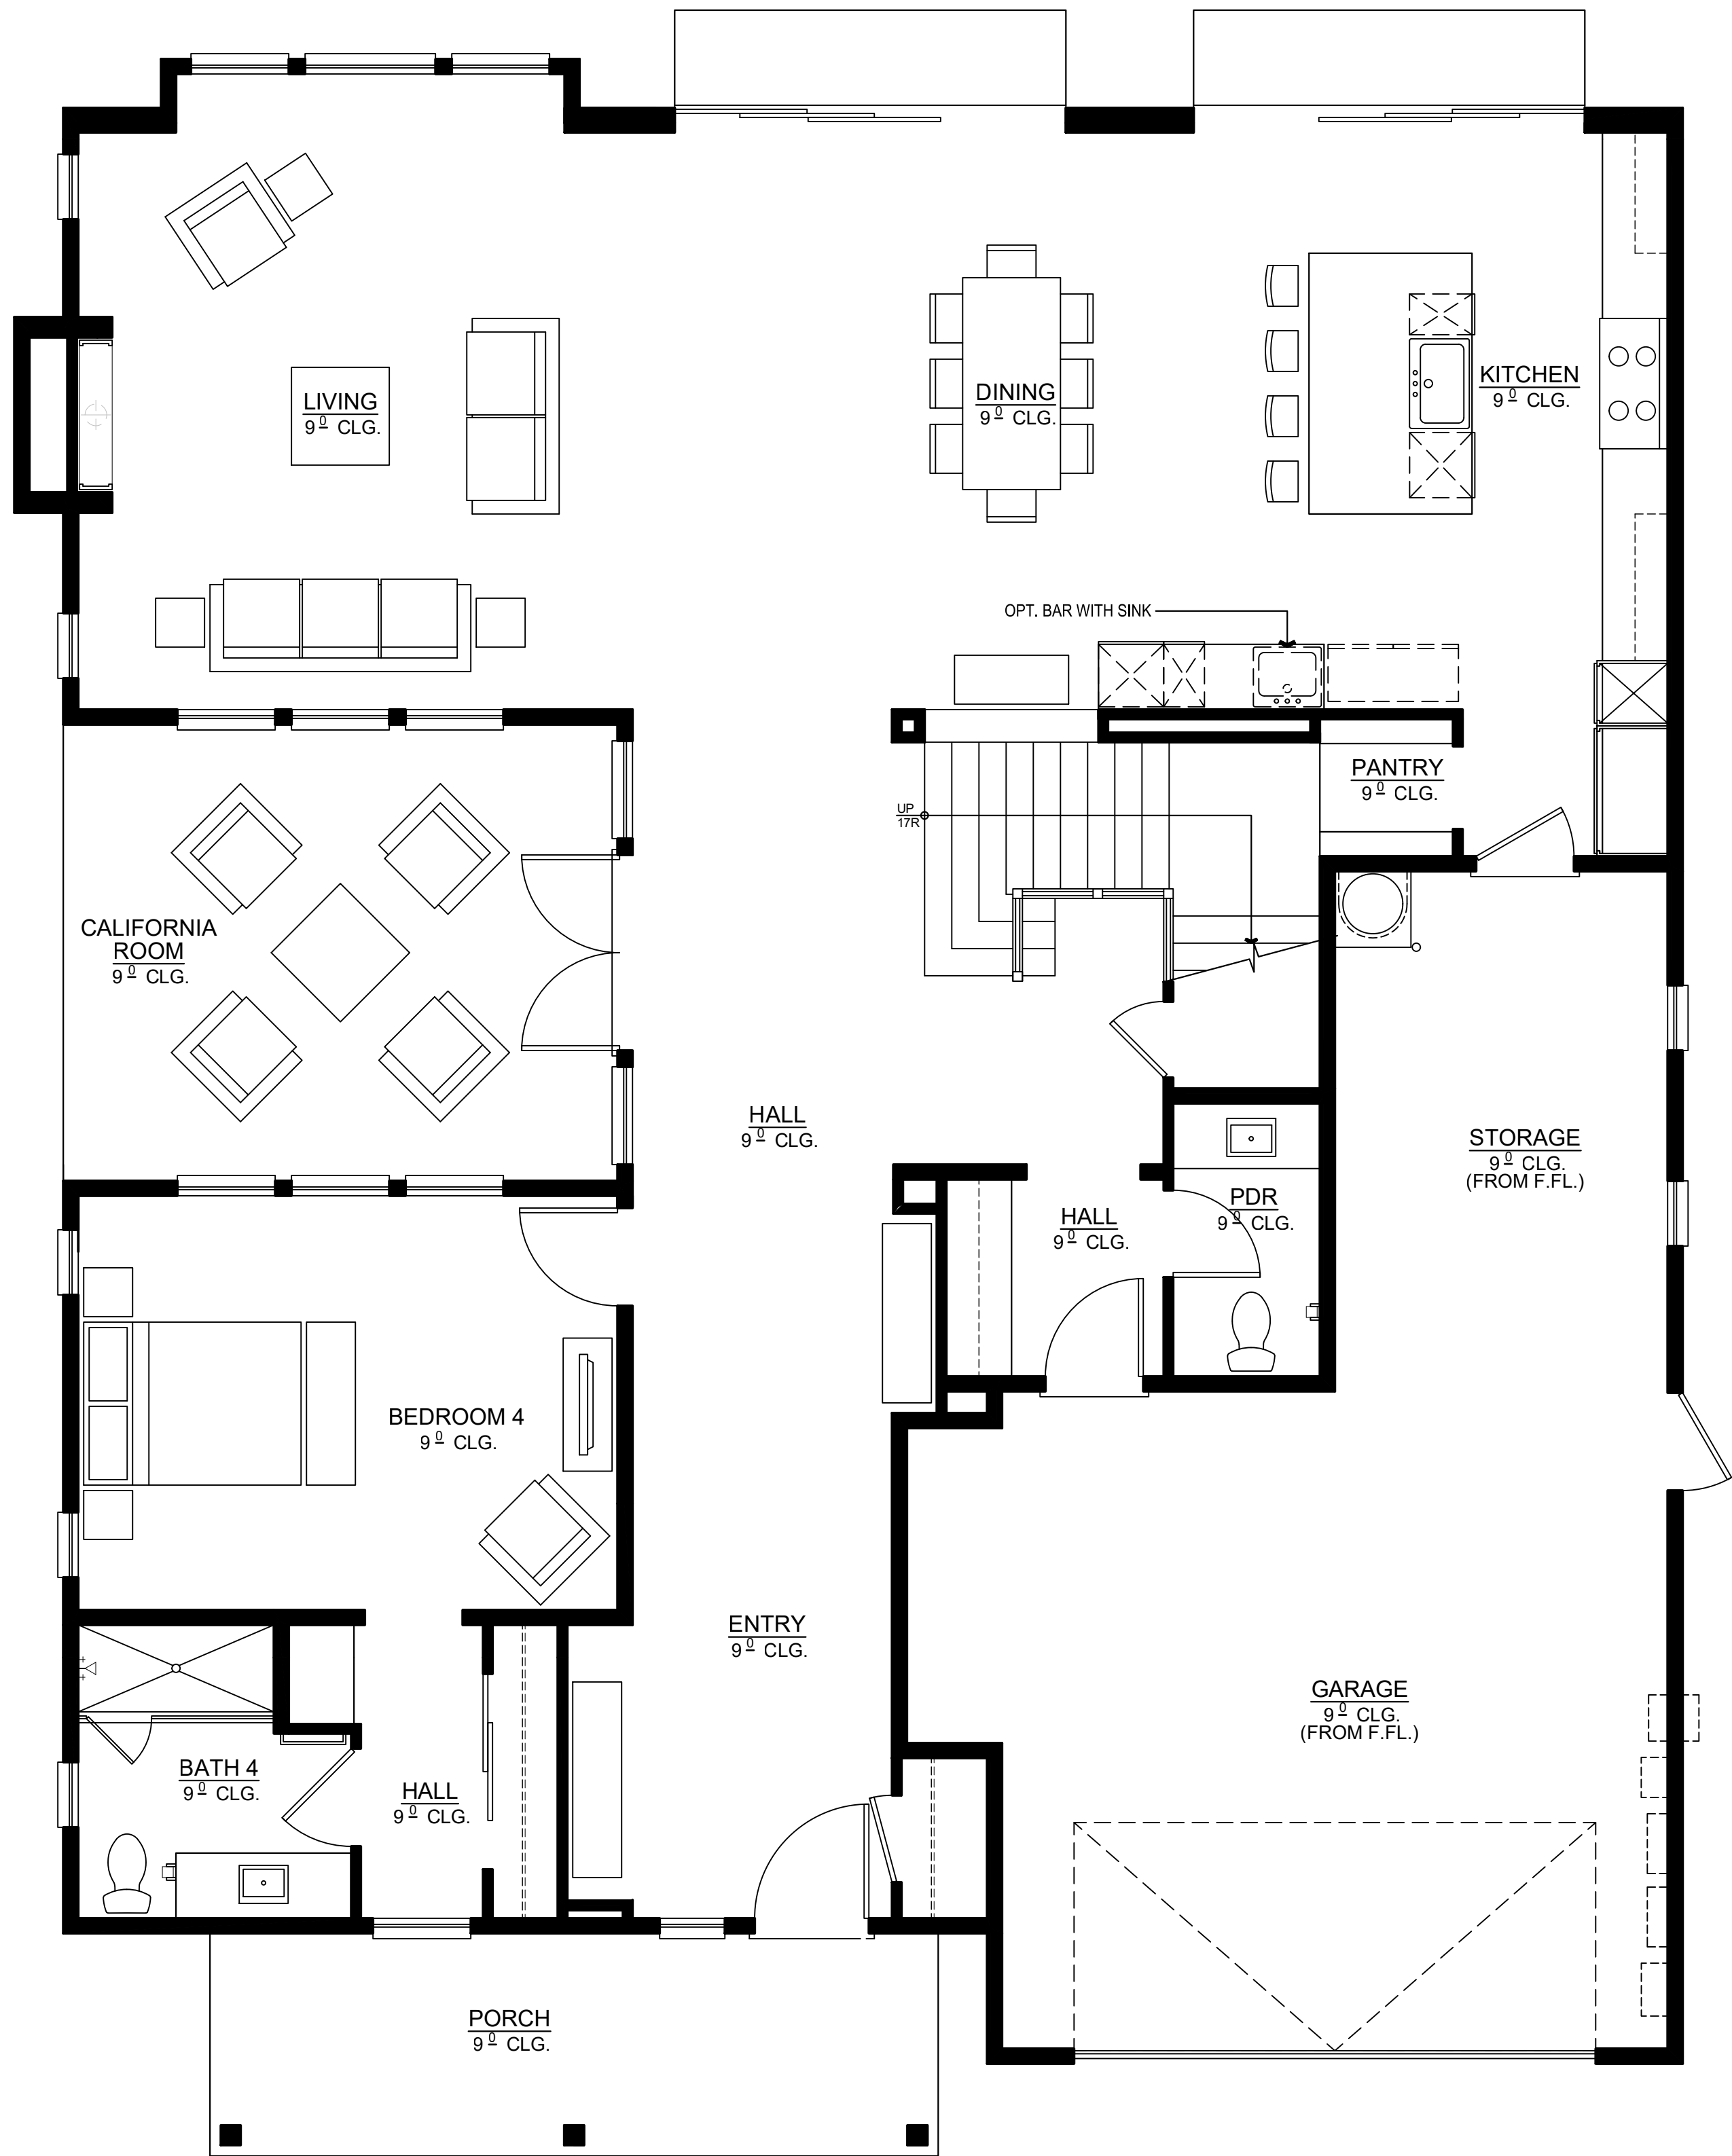 LIVING
9 0 CLG.
DINING
9 0 CLG.
KITCHEN
9 0 CLG.
OPT. BAR WITH SINK
PANTRY
9 0 CLG.
UP
17R
CALIFORNIA
ROOM
9 0 CLG.
HALL
9 0 CLG.
STORAGE
9 0 CLG.
(FROM F.FL.)
PDR
9 0 CLG.
HALL
9 0 CLG.
BEDROOM 4
9 0 CLG.
ENTRY
9 0 CLG.
GARAGE
9 0 CLG.
(FROM F.FL.)
BATH 4
9 0 CLG.
HALL
9 0 CLG.
PORCH
9 0 CLG.